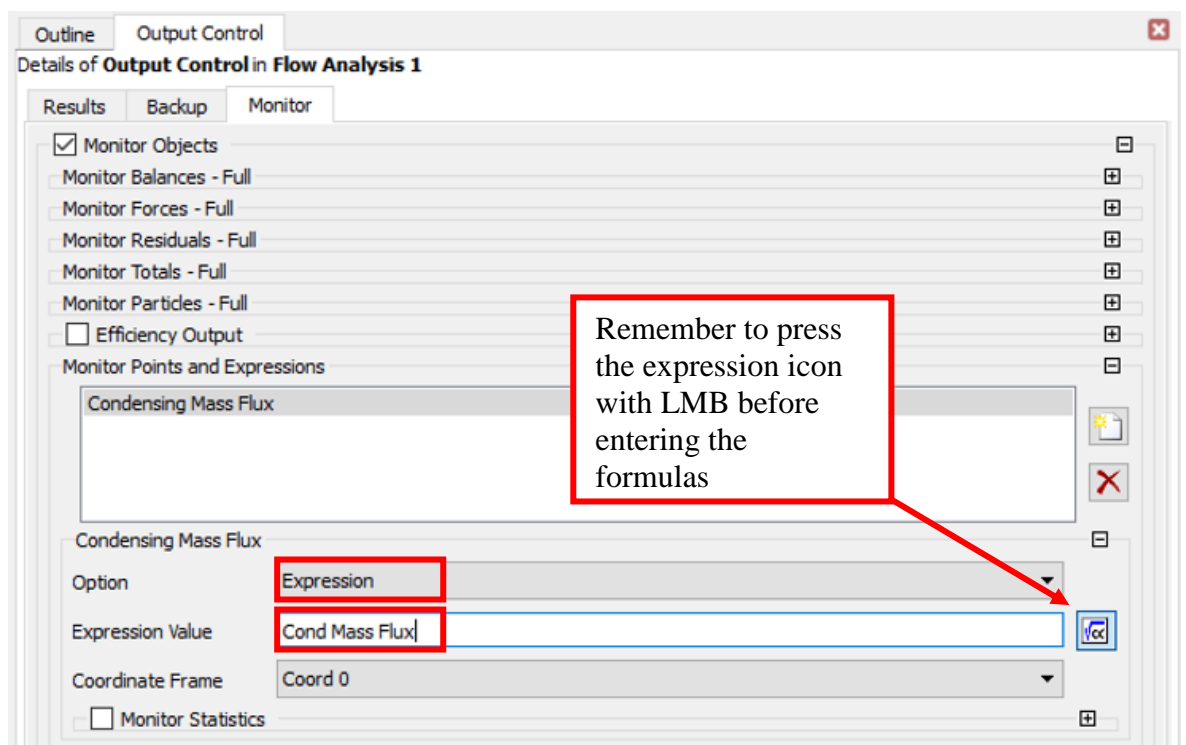 Outline Output Control
Details of Output Control in Flow Analysis 1
Results Backup Monitor
Monitor Objects
Monitor Balances - Full
Monitor Forces - Full
Monitor Residuals - Full
Monitor Totals - Full
Monitor Particles - Full
Efficiency Output
Monitor Points and Expressions
Condensing Mass Flux
Remember to press
the expression icon
with LMB before
entering the
formulas
Condensing Mass Flux
Option Expression
Expression Value Cond Mass Flux
Coordinate Frame Coord 0
Monitor Statistics